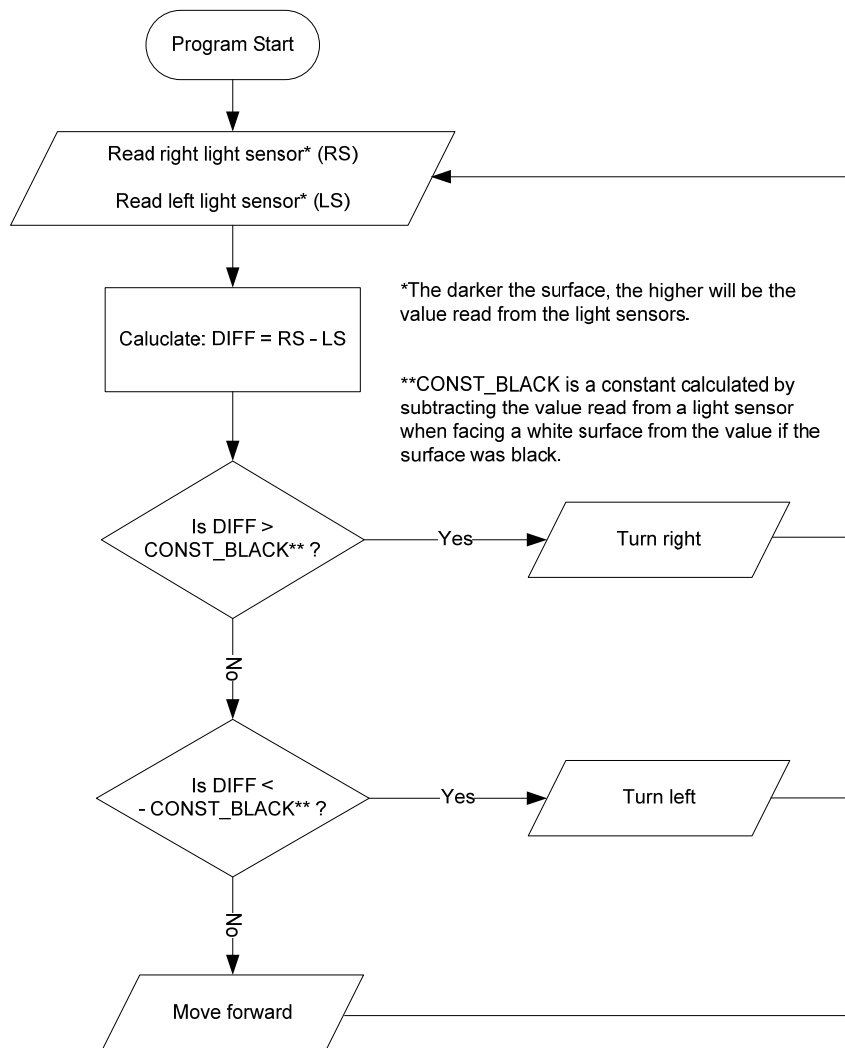 Program Start
Read right light sensor* (RS)
Read left light sensor* (LS)
*The darker the surface, the higher will be the
value read from the light sensors.
Caluclate: DIFF = RS – LS
**CONST_BLACK is a constant calculated by
subtracting the value read from a light sensor
when facing a white surface from the value if the
surface was black.
Is DIFF >
CONST_BLACK** ?
Yes
Turn right
No
Is DIFF <
- CONST_BLACK** ?
Yes
Turn left
No
Move forward